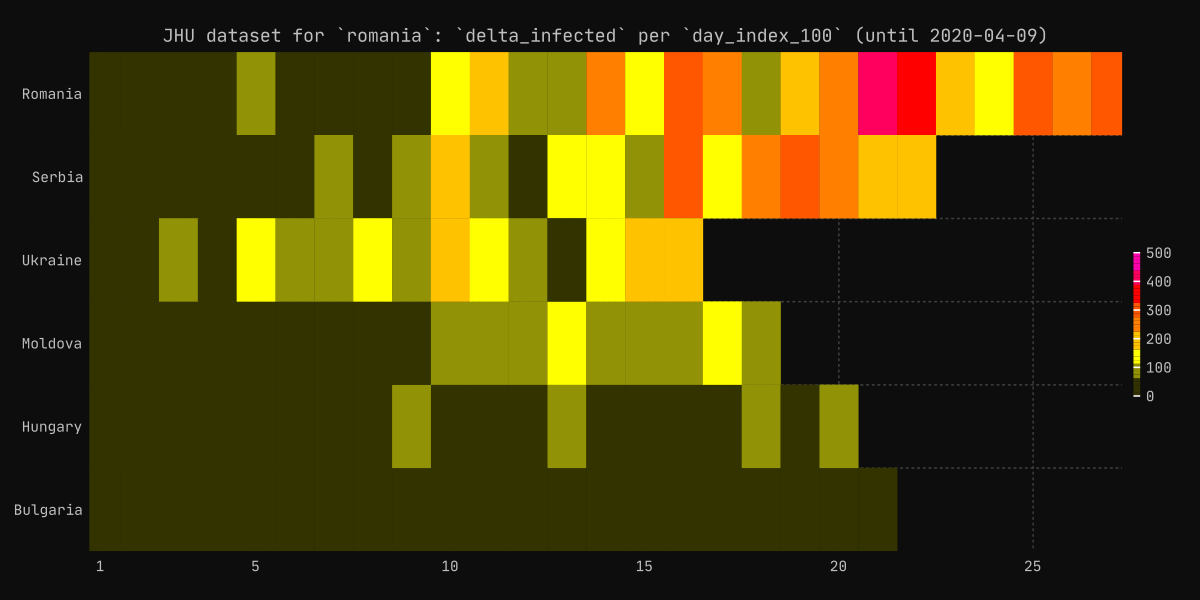 JHU dataset for `romania`: `delta_infected` per `day_index_100` (until 2020-04-09)
Romania
Serbia
Ukraine
Moldova
Hungary
Bulgaria
500
400
300
200
100
0
1 5 10 15 20 25